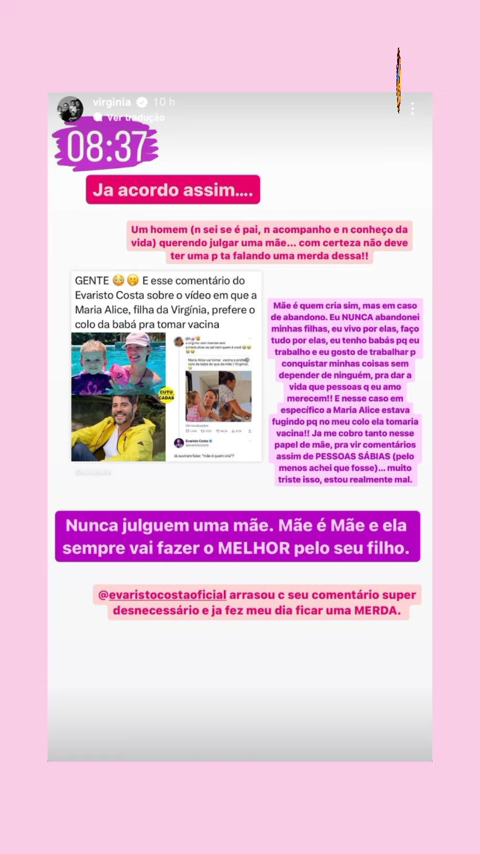 virginia 10 h
Ver tradução
08:37
Ja acordo assim....
Um homem (n sei se é pai, n acompanho e n conheço da
vida) querendo julgar uma mãe... com certeza não deve
ter uma p ta falando uma merda dessa!!
GENTE 😳🤭 E esse comentário do
Evaristo Costa sobre o vídeo em que a
Maria Alice, filha da Virgínia, prefere o
colo da babá pra tomar vacina
CUTU
CADAS
Evaristo Costa
Já ouviram falar, "mãe é quem cria"?
Mãe é quem cria sim, mas em caso
de abandono. Eu NUNCA abandonei
minhas filhas, eu vivo por elas, faço
tudo por elas, eu tenho babás pq eu
trabalho e eu gosto de trabalhar p
conquistar minhas coisas sem
depender de ninguém, pra dar a
vida que pessoas q eu amo
merecem!! E nesse caso em
específico a Maria Alice estava
fugindo pq no meu colo ela tomaria
vacina!! Ja me cobro tanto nesse
papel de mãe, pra vir comentários
assim de PESSOAS SÁBIAS (pelo
menos achei que fosse)... muito
triste isso, estou realmente mal.
Nunca julguem uma mãe. Mãe é Mãe e ela
sempre vai fazer o MELHOR pelo seu filho.
@evaristocostaoficial arrasou c seu comentário super
desnecessário e ja fez meu dia ficar uma MERDA.